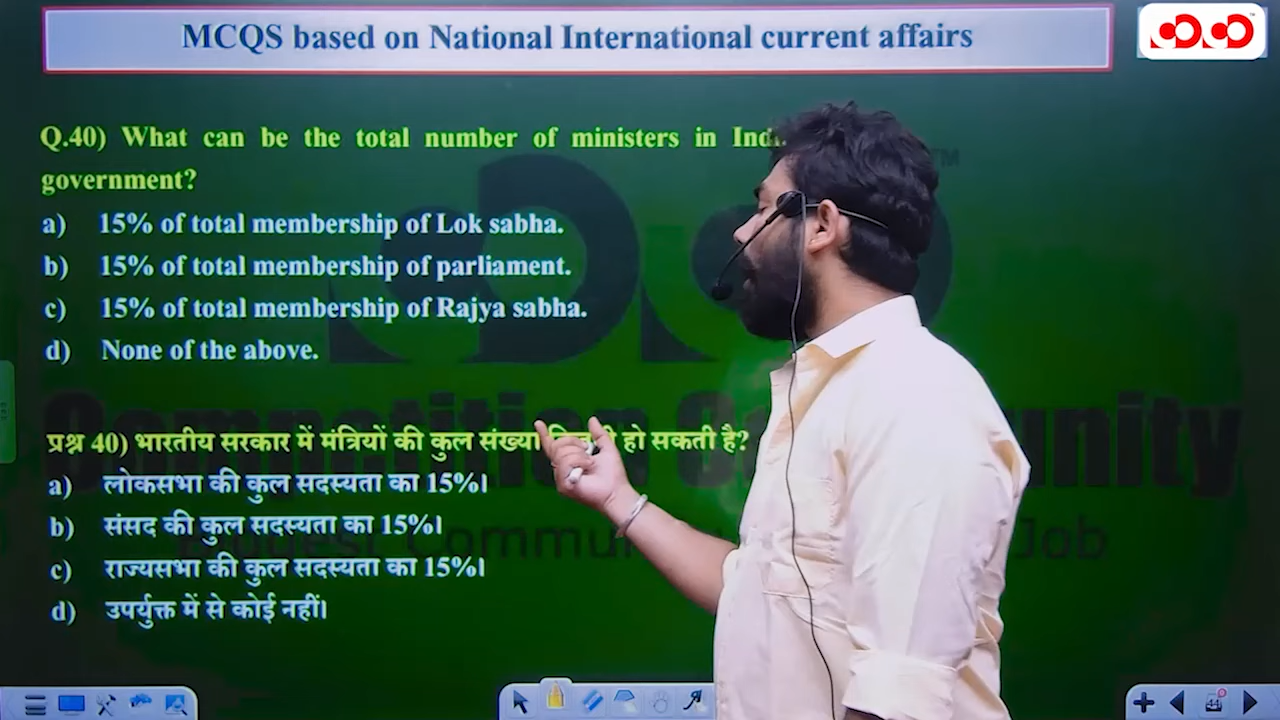 MCQS based on National International current affairs
Q.40) What can be the total number of ministers in
government?
a) 15% of total membership of Lok sabha.
b) 15% of total membership of parliament.
c) 15% of total membership of Rajya sabha.
d) None of the above.
प्रश्न 40) भारतीय सरकार में मंत्रियों की कुल संख्या हो सकती है?
a) लोकसभा की कुल सदस्यता का 15%।
b) संसद की कुल सदस्यता का 15%।
c) राज्यसभा की कुल सदस्यता का 15%।
d) उपर्युक्त में से कोई नहीं।